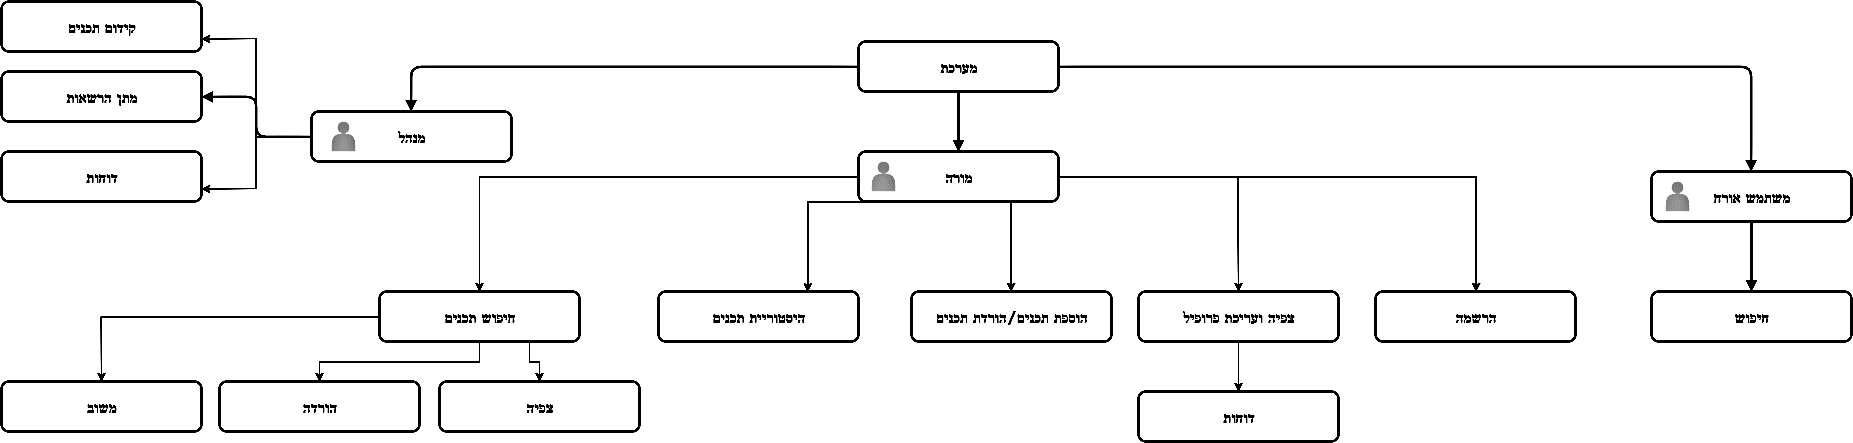 מערכת
מנהל
קידום תכנים
מתן הרשאות
דוחות
מורה
משתמש אורח
חיפוש
הרשמה
צפיה ועריכת פרופיל
הוספת תכנים/הורדת תכנים
היסטוריית תכנים
חיפוש תכנים
דוחות
צפיה
הורדה
משוב